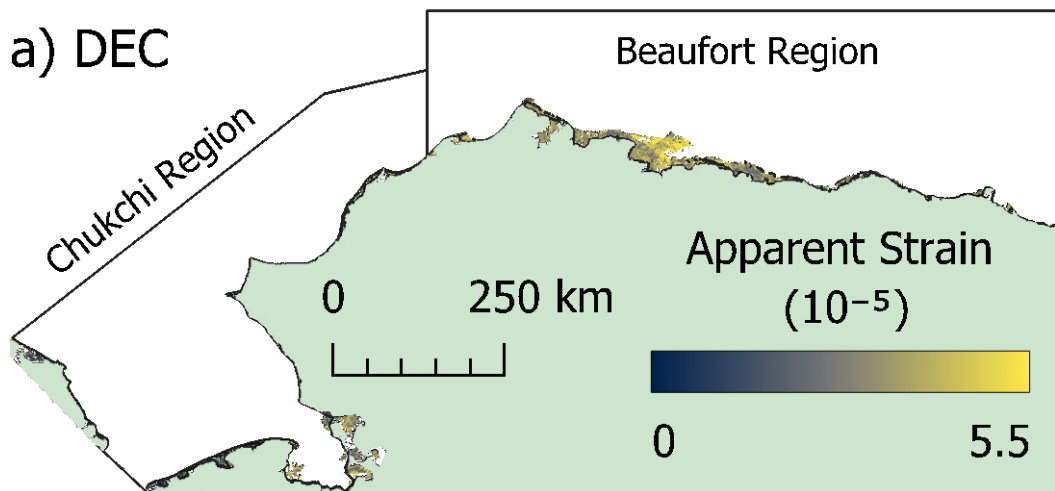 a) DEC
Beaufort Region
Chukchi Region
Apparent Strain
(10⁻⁵)
0 250 km
0 5.5